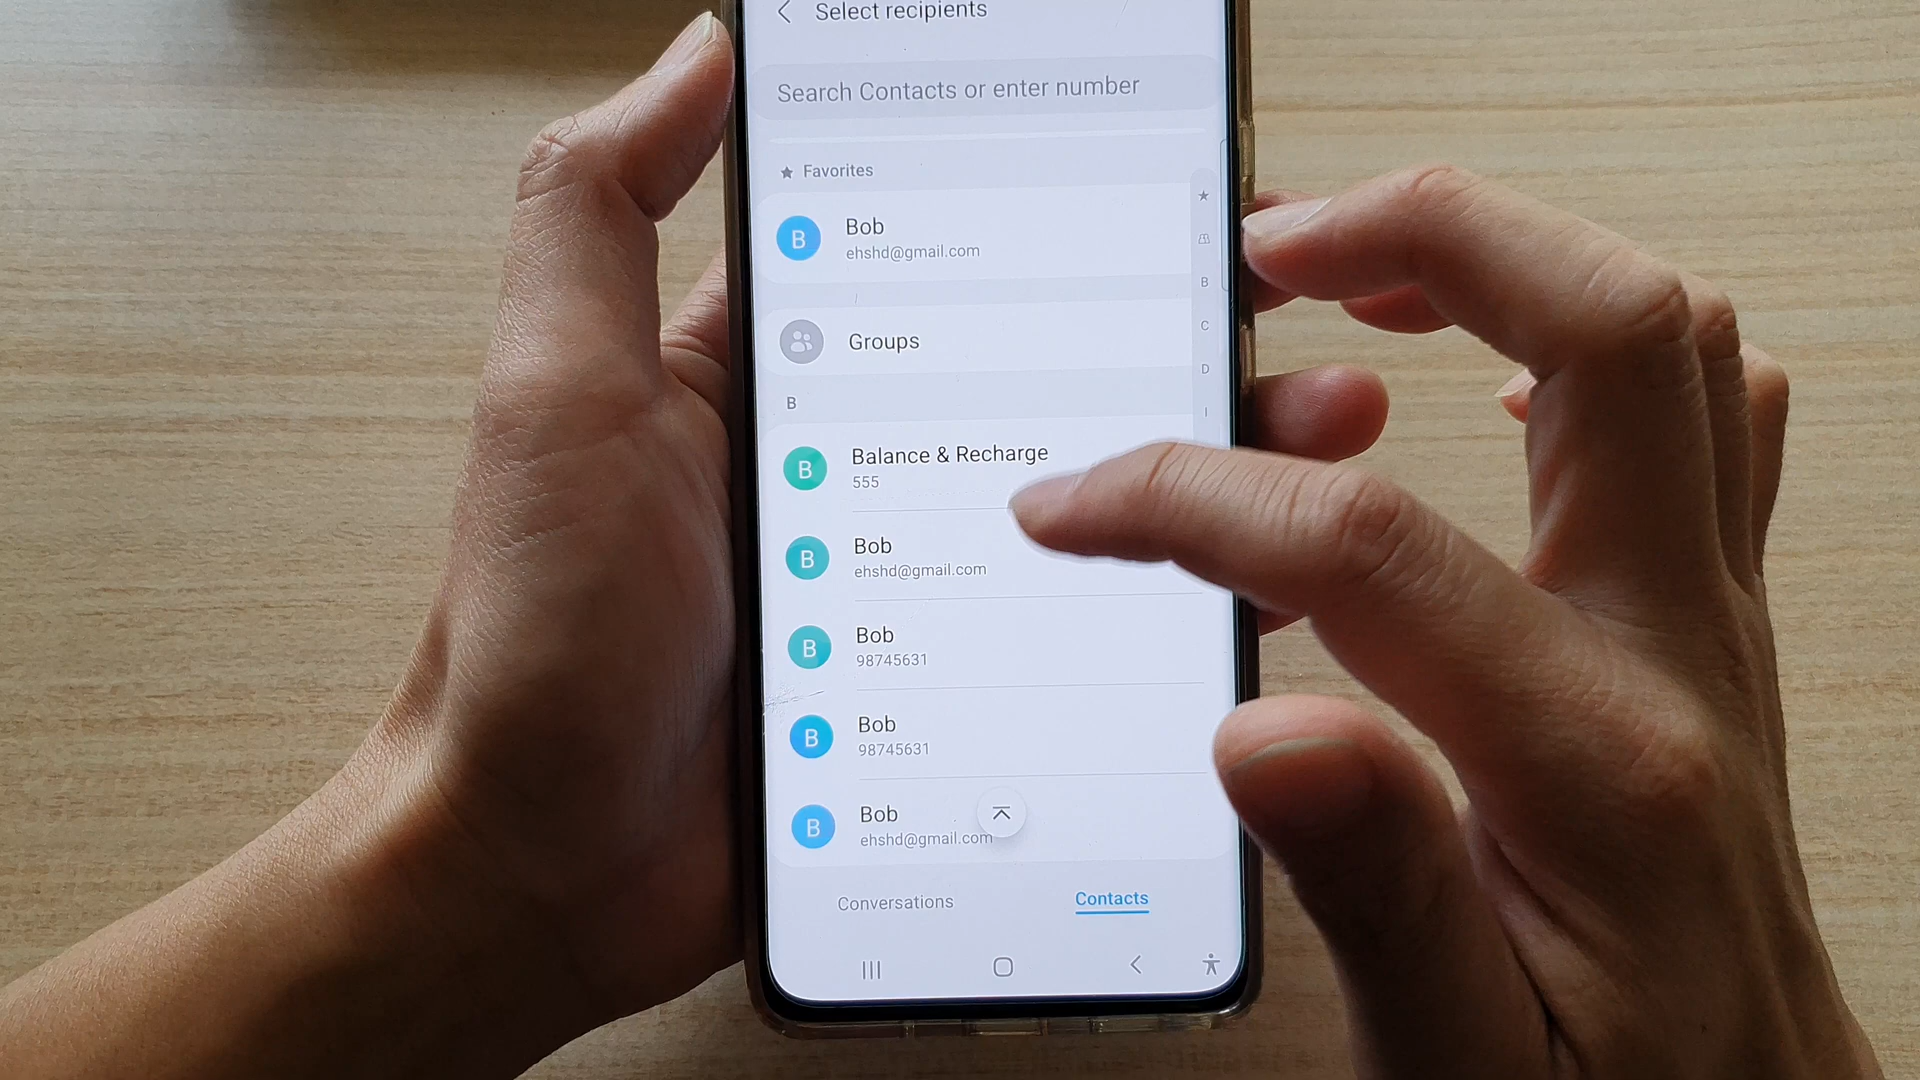 Select recipients
Search Contacts or enter number
★ Favorites
B Bob
ehshd@gmail.com
Groups
B
B Balance & Recharge
555
B Bob
ehshd@gmail.com
B Bob
98745631
B Bob
98745631
B Bob
ehshd@gmail.com
Conversations Contacts
★
B
C
D
I